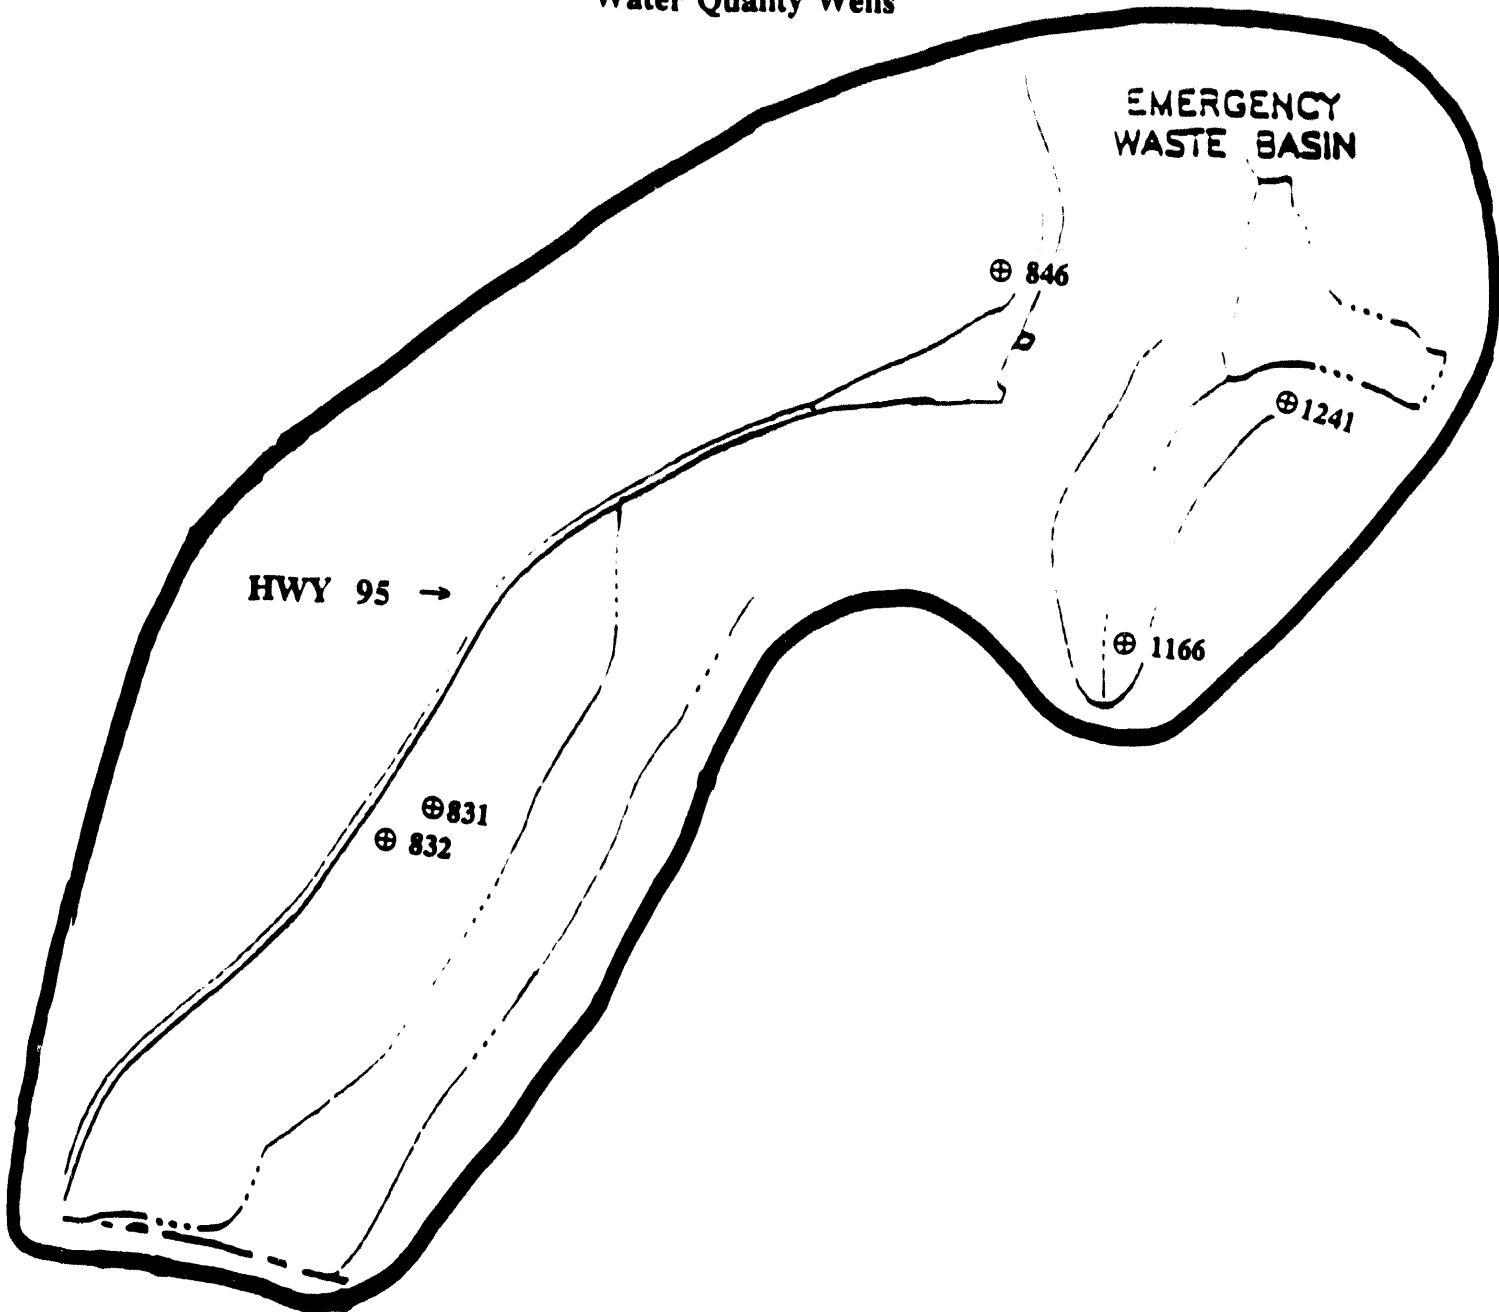 Water Quality Wells
EMERGENCY
WASTE BASIN
846
1241
HWY 95 →
1166
831
832